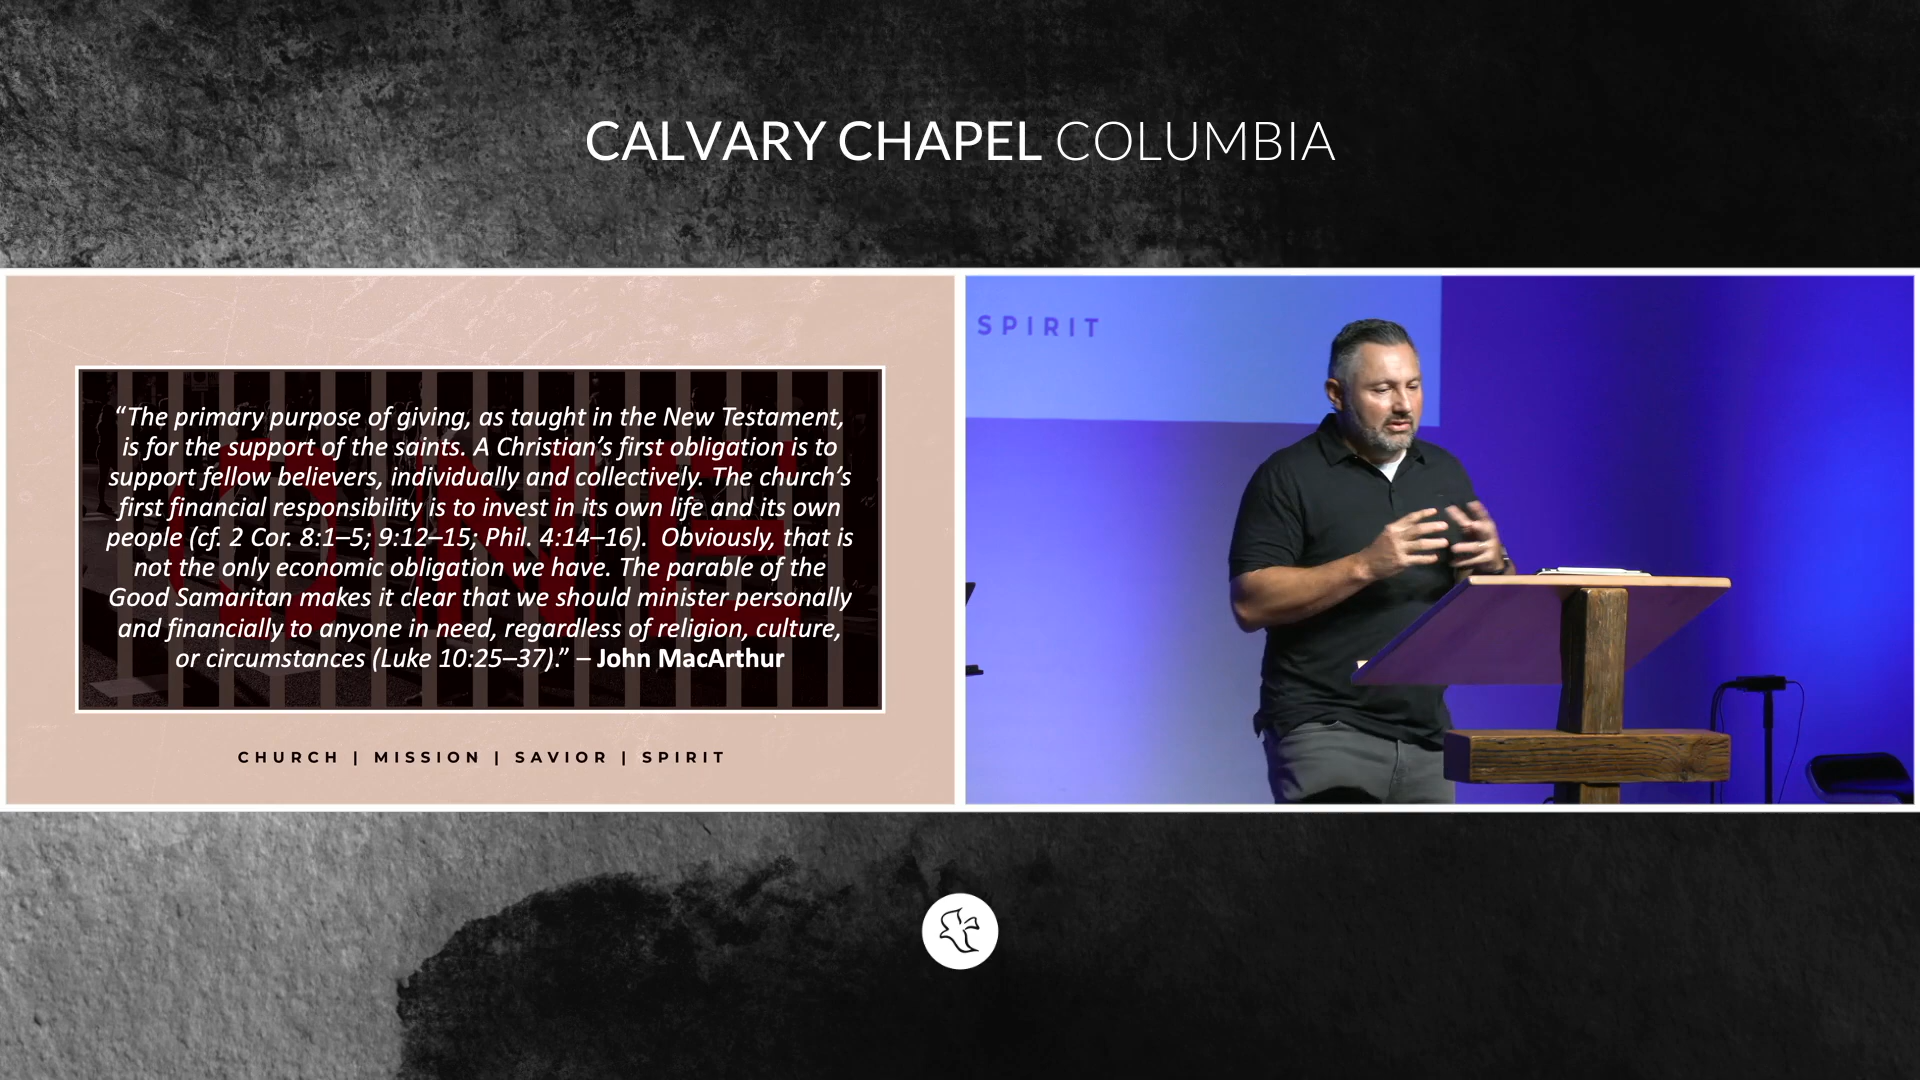 CALVARY CHAPEL COLUMBIA
“The primary purpose of giving, as taught in the New Testament,
is for the support of the saints. A Christian’s first obligation is to
support fellow believers, individually and collectively. The church’s
first financial responsibility is to invest in its own life and its own
people (cf. 2 Cor. 8:1–5; 9:12–15; Phil. 4:14–16).  Obviously, that is
not the only economic obligation we have. The parable of the
Good Samaritan makes it clear that we should minister personally
and financially to anyone in need, regardless of religion, culture,
or circumstances (Luke 10:25–37).” – John MacArthur
CHURCH | MISSION | SAVIOR | SPIRIT
SPIRIT